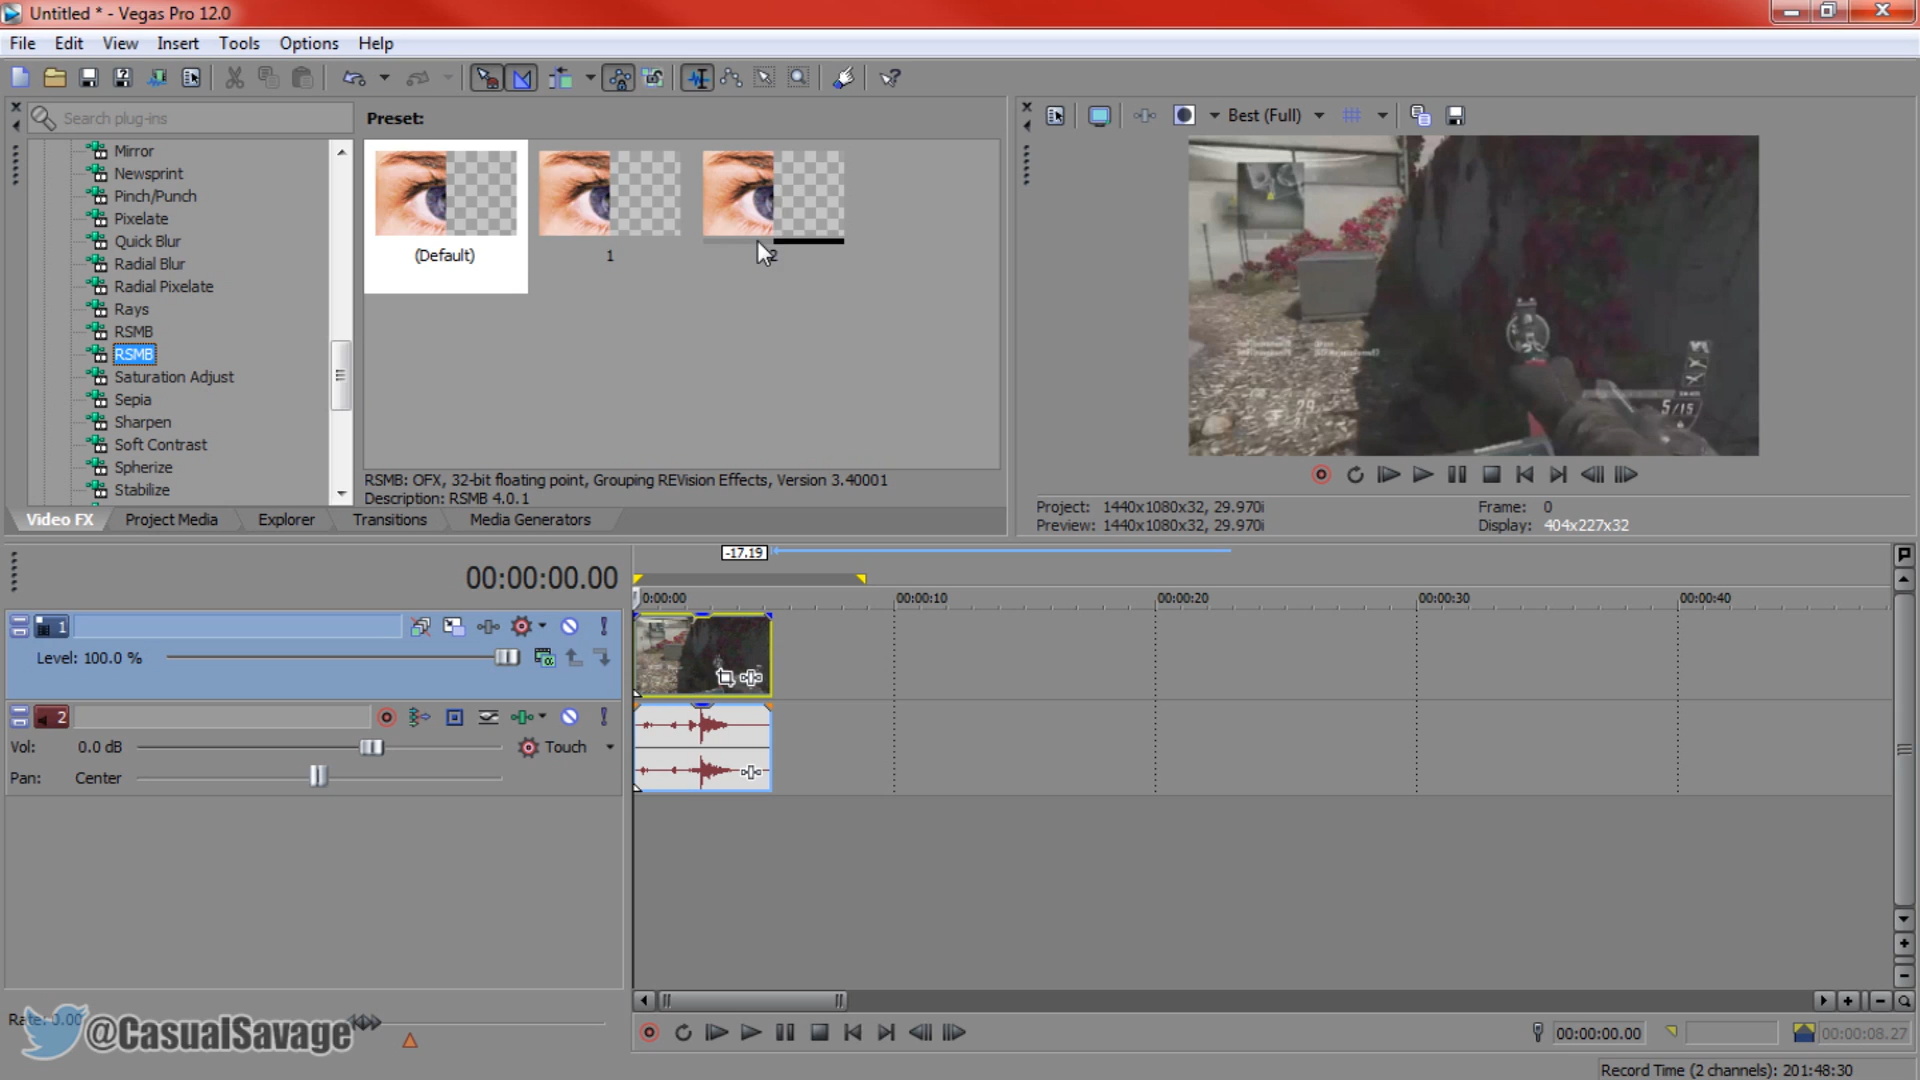 Untitled * - Vegas Pro 12.0
File Edit View Insert Tools Options Help
Search plug-ins
Preset:
Best (Full)
Mirror
Newsprint
Pinch/Punch
Pixelate
Quick Blur
Radial Blur
Radial Pixelate
Rays
RSMB
RSMB
Saturation Adjust
Sepia
Sharpen
Soft Contrast
Spherize
Stabilize
(Default)
1
2
RSMB: OFX, 32-bit floating point, Grouping REVision Effects, Version 3.40001
Description: RSMB 4.0.1
29
5/15
Video FX Project Media Explorer Transitions Media Generators
Project: 1440x1080x32, 29.970i
Frame: 0
Preview: 1440x1080x32, 29.970i
Display: 404x227x32
-17.19
00:00:00.00
0:00:00 00:00:10 00:00:20 00:00:30 00:00:40
1
Level: 100.0 %
2
Vol: 0.0 dB
Touch
Pan: Center
Rate: 0.00
@CasualSavage
00:00:00.00
00:00:08.27
Record Time (2 channels): 201:48:30